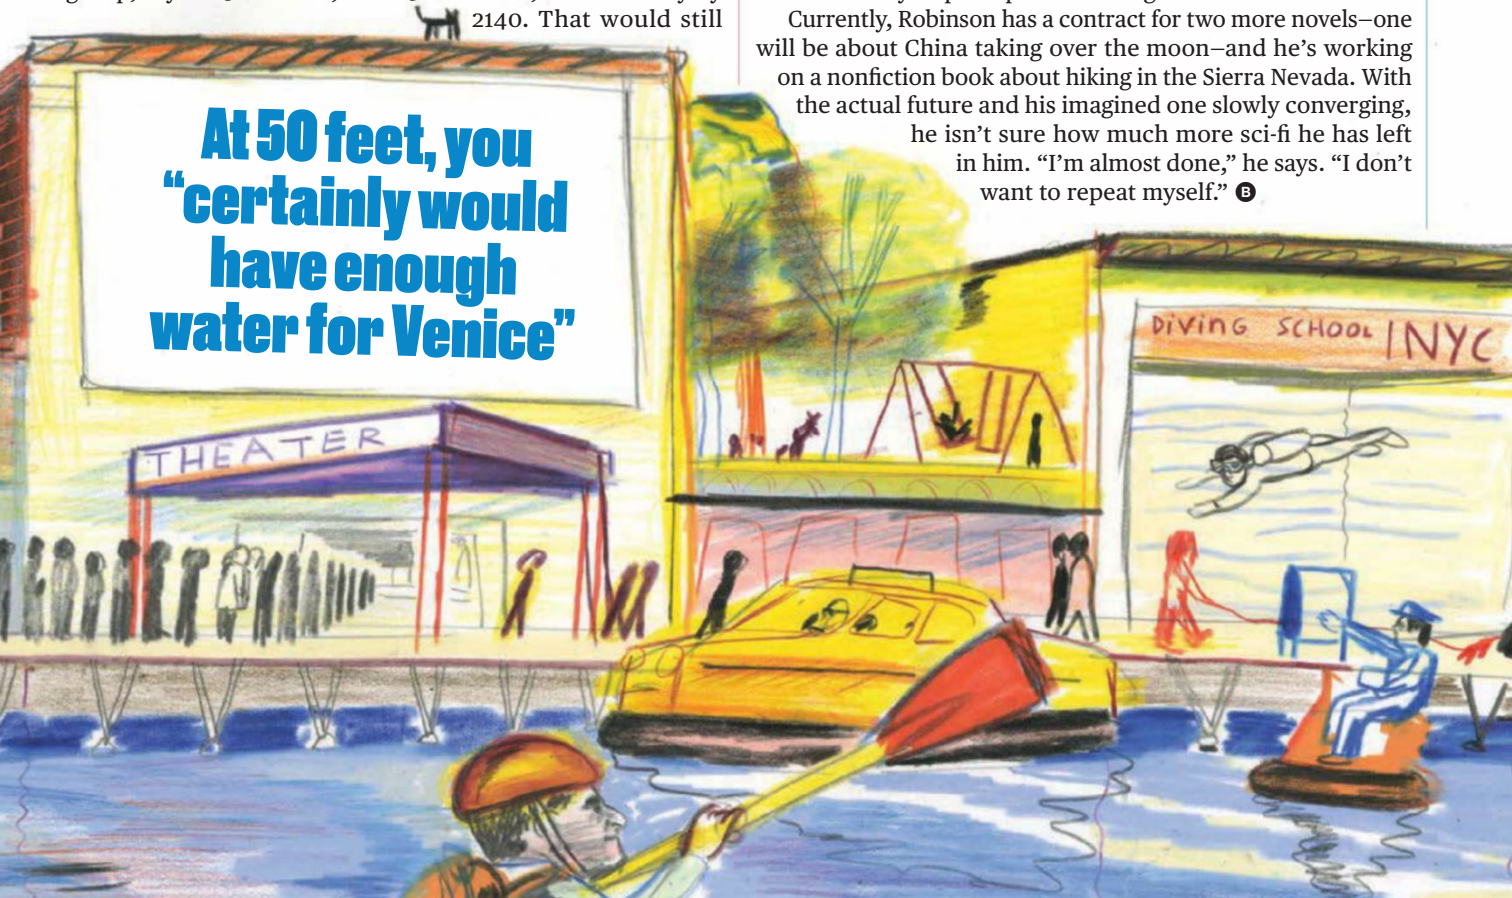 2140. That would still
Currently, Robinson has a contract for two more novels—one
will be about China taking over the moon—and he’s working
on a nonfiction book about hiking in the Sierra Nevada. With
the actual future and his imagined one slowly converging,
he isn’t sure how much more sci-fi he has left
in him. “I’m almost done,” he says. “I don’t
want to repeat myself.” B
At 50 feet, you
“certainly would
have enough
water for Venice”
THEATER
DiViNG SCHOOL NYC